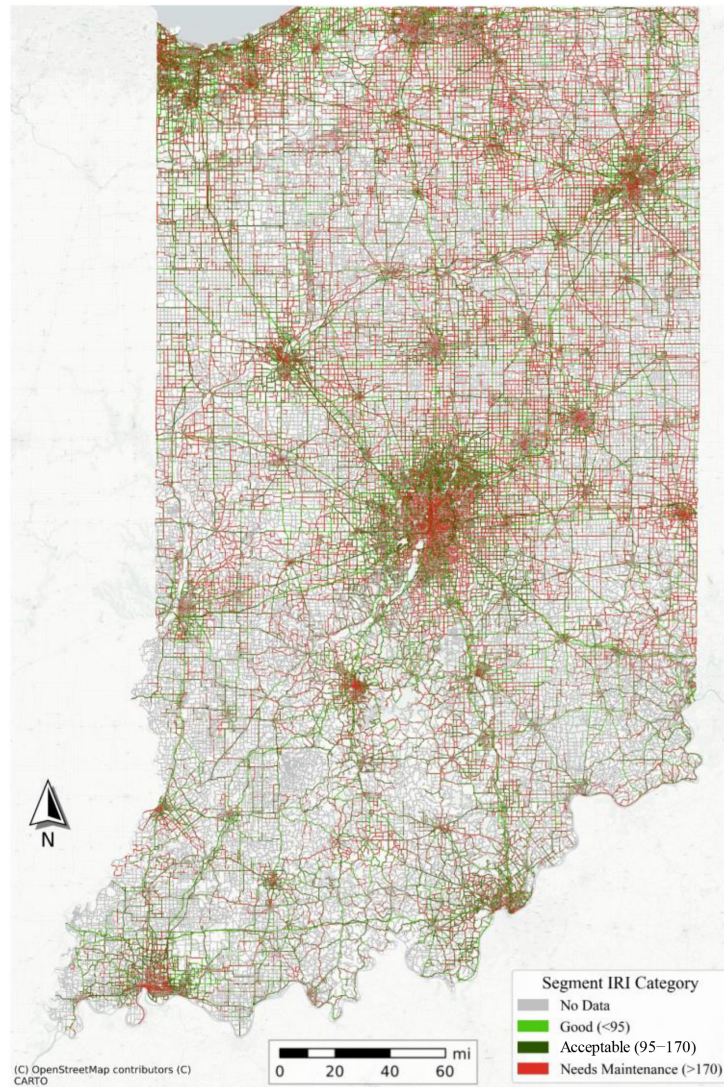 N
Segment IRI Category
No Data
Good (<95)
Acceptable (95−170)
Needs Maintenance (>170)
0 20 40 60 mi
(C) OpenStreetMap contributors (C)
CARTO